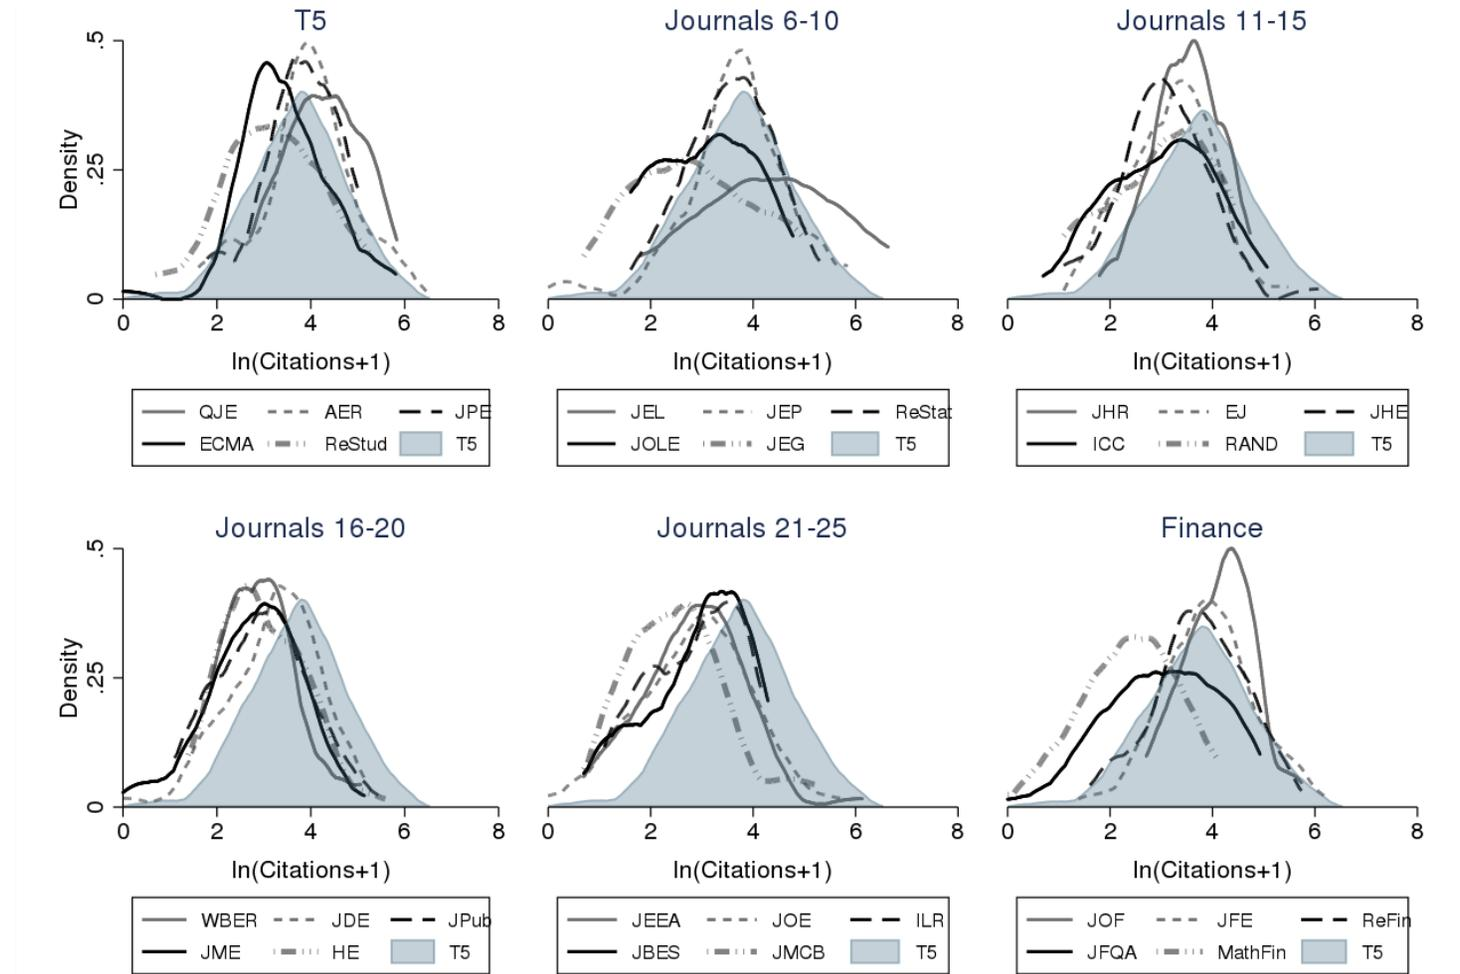 T5 Journals 6-10 Journals 11-15
.5
.25
0
Density
0 2 4 6 8 0 2 4 6 8 0 2 4 6 8
ln(Citations+1) ln(Citations+1) ln(Citations+1)
QJE AER JPE JEL JEP ReStat JHR EJ JHE
ECMA ReStud T5 JOLE JEG T5 ICC RAND T5
Journals 16-20 Journals 21-25 Finance
.5
.25
0
Density
0 2 4 6 8 0 2 4 6 8 0 2 4 6 8
ln(Citations+1) ln(Citations+1) ln(Citations+1)
WBER JDE JPub JEEA JOE ILR JOF JFE ReFin
JME HE T5 JBES JMCB T5 JFQA MathFin T5